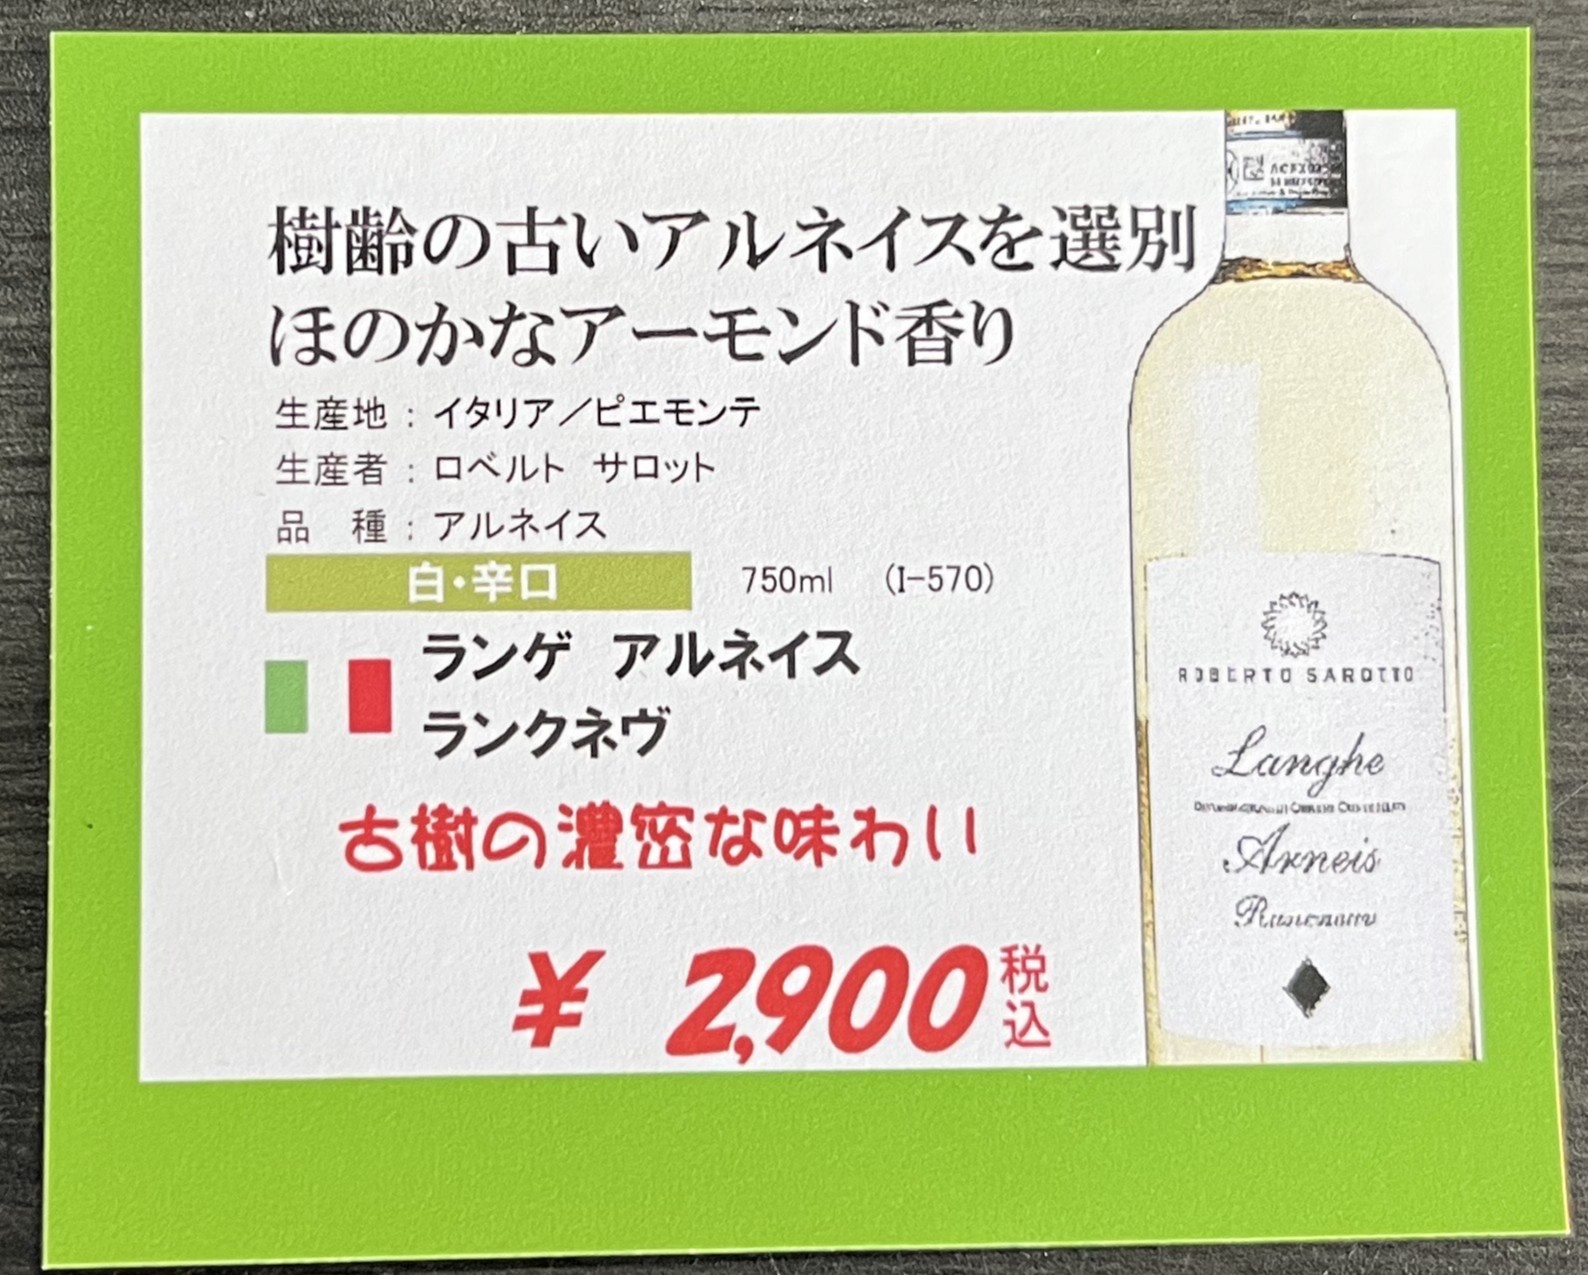 樹齢の古いアルネイスを選別
ほのかなアーモンド香り
生産地：イタリア／ピエモンテ
生産者：ロベルト　サロット
品　種：アルネイス
白・辛口　750ml　(I-570)
ランゲ　アルネイス
ランクネヴ
古樹の濃密な味わい
¥ 2,900 税込
ROBERTO SAROTTO
Langhe
Arneis